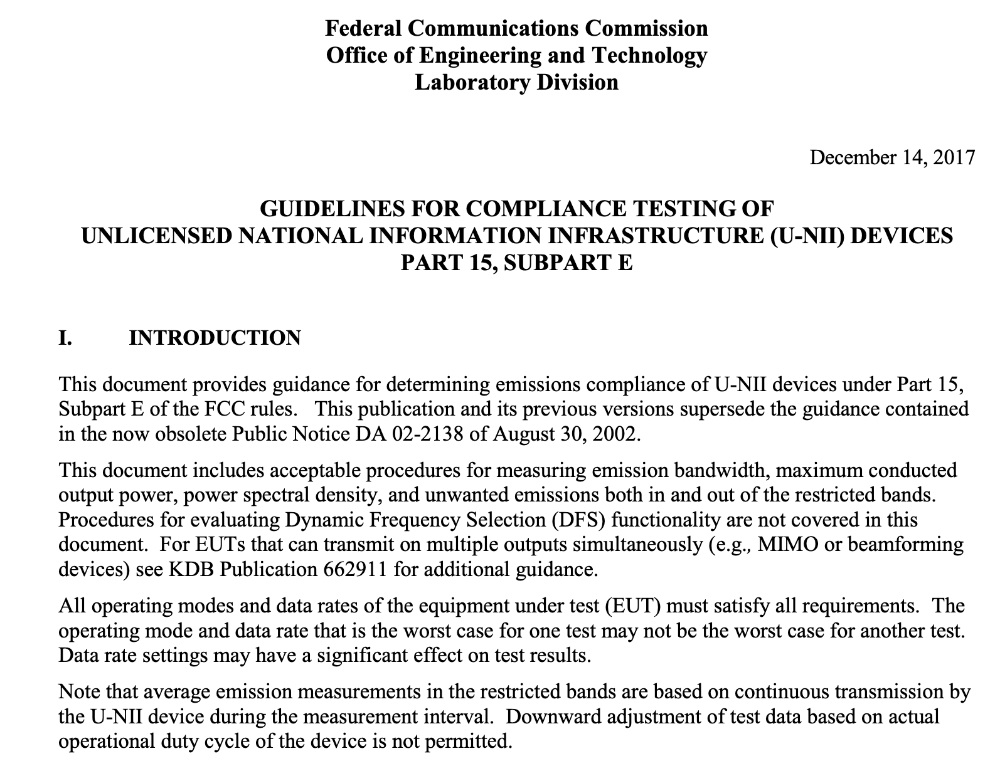 Federal Communications Commission
Office of Engineering and Technology
Laboratory Division
December 14, 2017
GUIDELINES FOR COMPLIANCE TESTING OF
UNLICENSED NATIONAL INFORMATION INFRASTRUCTURE (U-NII) DEVICES
PART 15, SUBPART E
I. INTRODUCTION
This document provides guidance for determining emissions compliance of U-NII devices under Part 15,
Subpart E of the FCC rules. This publication and its previous versions supersede the guidance contained
in the now obsolete Public Notice DA 02-2138 of August 30, 2002.
This document includes acceptable procedures for measuring emission bandwidth, maximum conducted
output power, power spectral density, and unwanted emissions both in and out of the restricted bands.
Procedures for evaluating Dynamic Frequency Selection (DFS) functionality are not covered in this
document. For EUTs that can transmit on multiple outputs simultaneously (e.g., MIMO or beamforming
devices) see KDB Publication 662911 for additional guidance.
All operating modes and data rates of the equipment under test (EUT) must satisfy all requirements. The
operating mode and data rate that is the worst case for one test may not be the worst case for another test.
Data rate settings may have a significant effect on test results.
Note that average emission measurements in the restricted bands are based on continuous transmission by
the U-NII device during the measurement interval. Downward adjustment of test data based on actual
operational duty cycle of the device is not permitted.